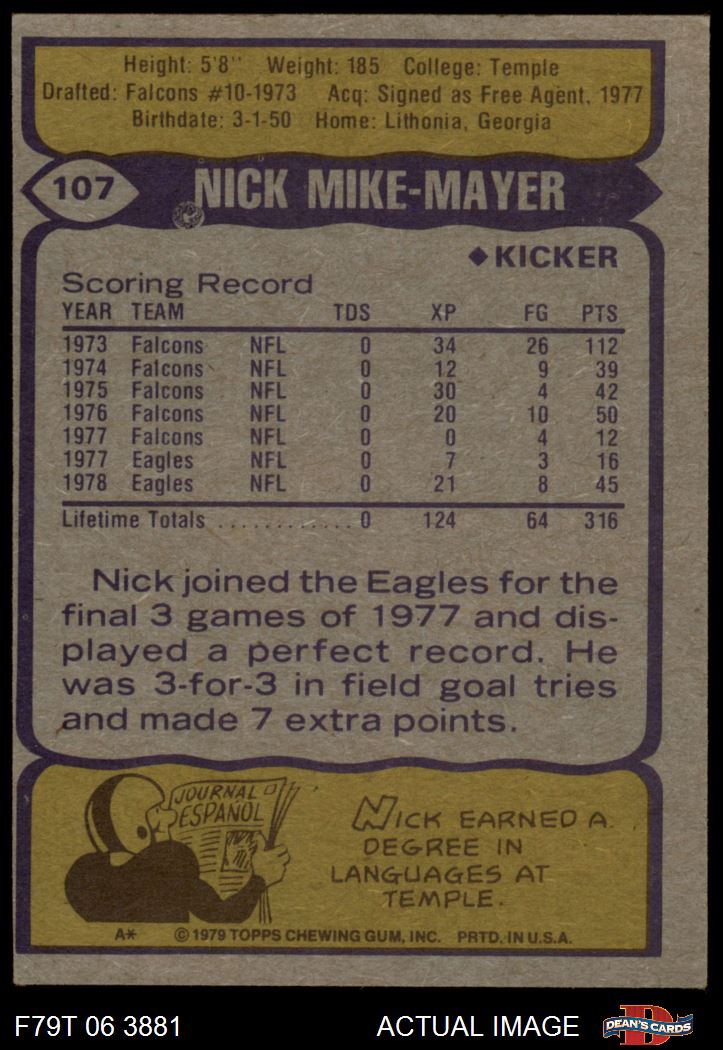 Height: 5'8" Weight: 185 College: Temple
Drafted: Falcons #10-1973 Acq: Signed as Free Agent, 1977
Birthdate: 3-1-50 Home: Lithonia, Georgia
107 NICK MIKE-MAYER
◆ KICKER
Scoring Record
YEAR TEAM TDS XP FG PTS
1973 Falcons NFL 0 34 26 112
1974 Falcons NFL 0 12 9 39
1975 Falcons NFL 0 30 4 42
1976 Falcons NFL 0 20 10 50
1977 Falcons NFL 0 0 4 12
1977 Eagles NFL 0 7 3 16
1978 Eagles NFL 0 21 8 45
Lifetime Totals ............ 0 124 64 316
Nick joined the Eagles for the
final 3 games of 1977 and dis-
played a perfect record. He
was 3-for-3 in field goal tries
and made 7 extra points.
JOURNAL
ESPAÑOL
NICK EARNED A
DEGREE IN
LANGUAGES AT
TEMPLE.
A* © 1979 TOPPS CHEWING GUM, INC. PRTD. IN U.S.A.
F79T 06 3881 ACTUAL IMAGE D DEAN'S CARDS